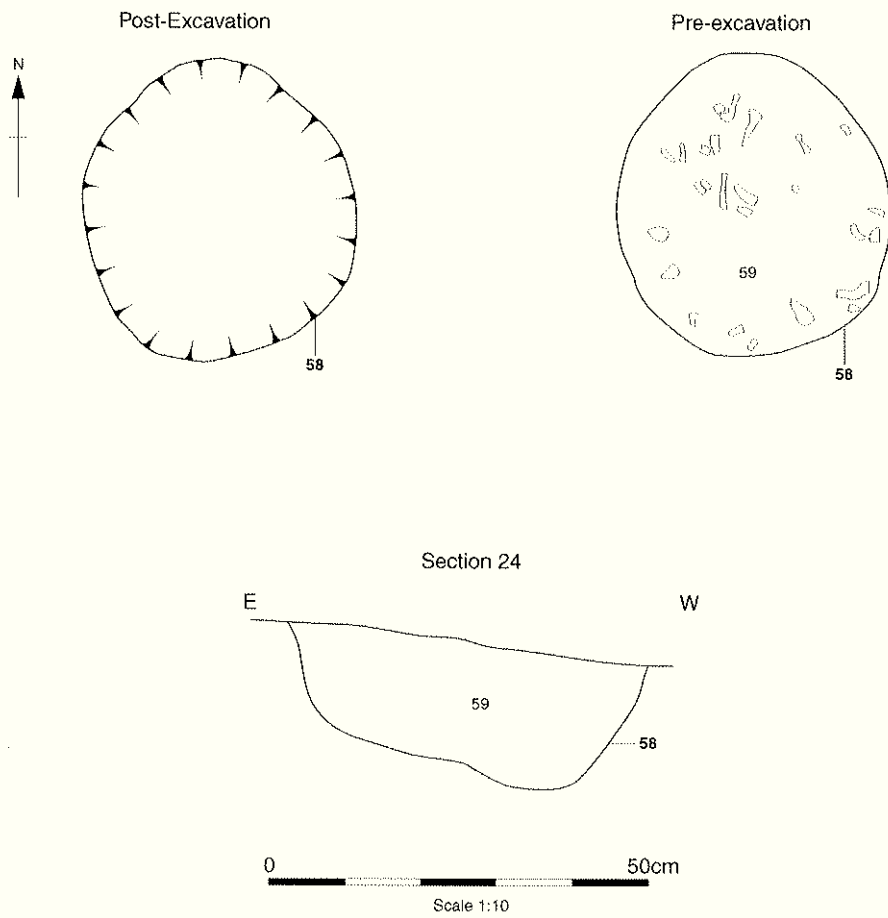 Post-Excavation
Pre-excavation
N
59
58
58
Section 24
E
W
59
58
0
50cm
Scale 1:10